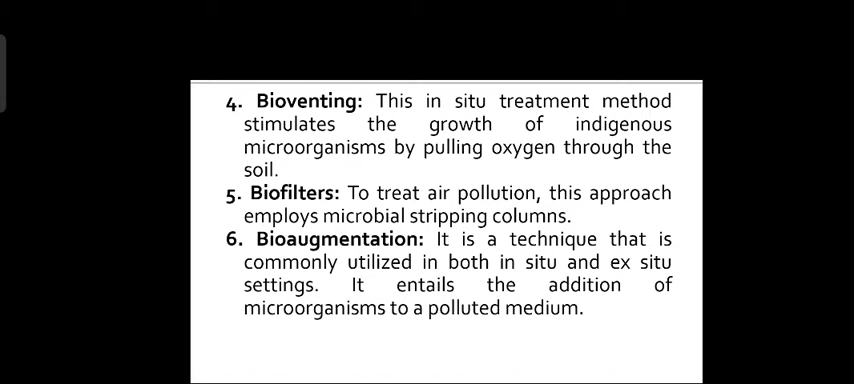 4. Bioventing: This in situ treatment method
stimulates the growth of indigenous
microorganisms by pulling oxygen through the
soil.
5. Biofilters: To treat air pollution, this approach
employs microbial stripping columns.
6. Bioaugmentation: It is a technique that is
commonly utilized in both in situ and ex situ
settings. It entails the addition of
microorganisms to a polluted medium.